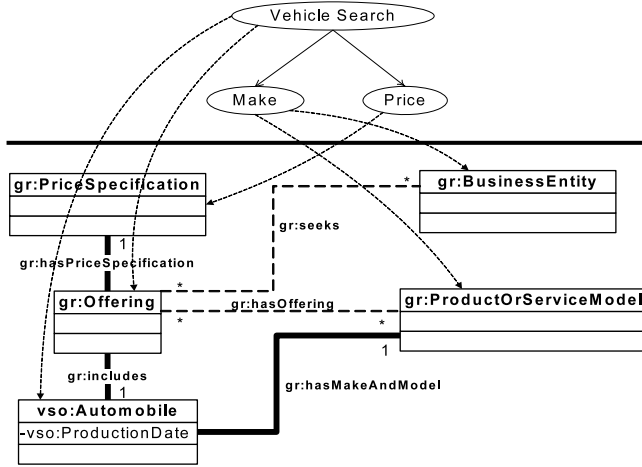 Vehicle Search
Make
Price
gr:PriceSpecification
gr:BusinessEntity
*
gr:seeks
1
gr:hasPriceSpecification
*
gr:Offering
gr:hasOffering
gr:ProductOrServiceModel
*
*
1
gr:includes
gr:hasMakeAndModel
1
vso:Automobile
-vso:ProductionDate